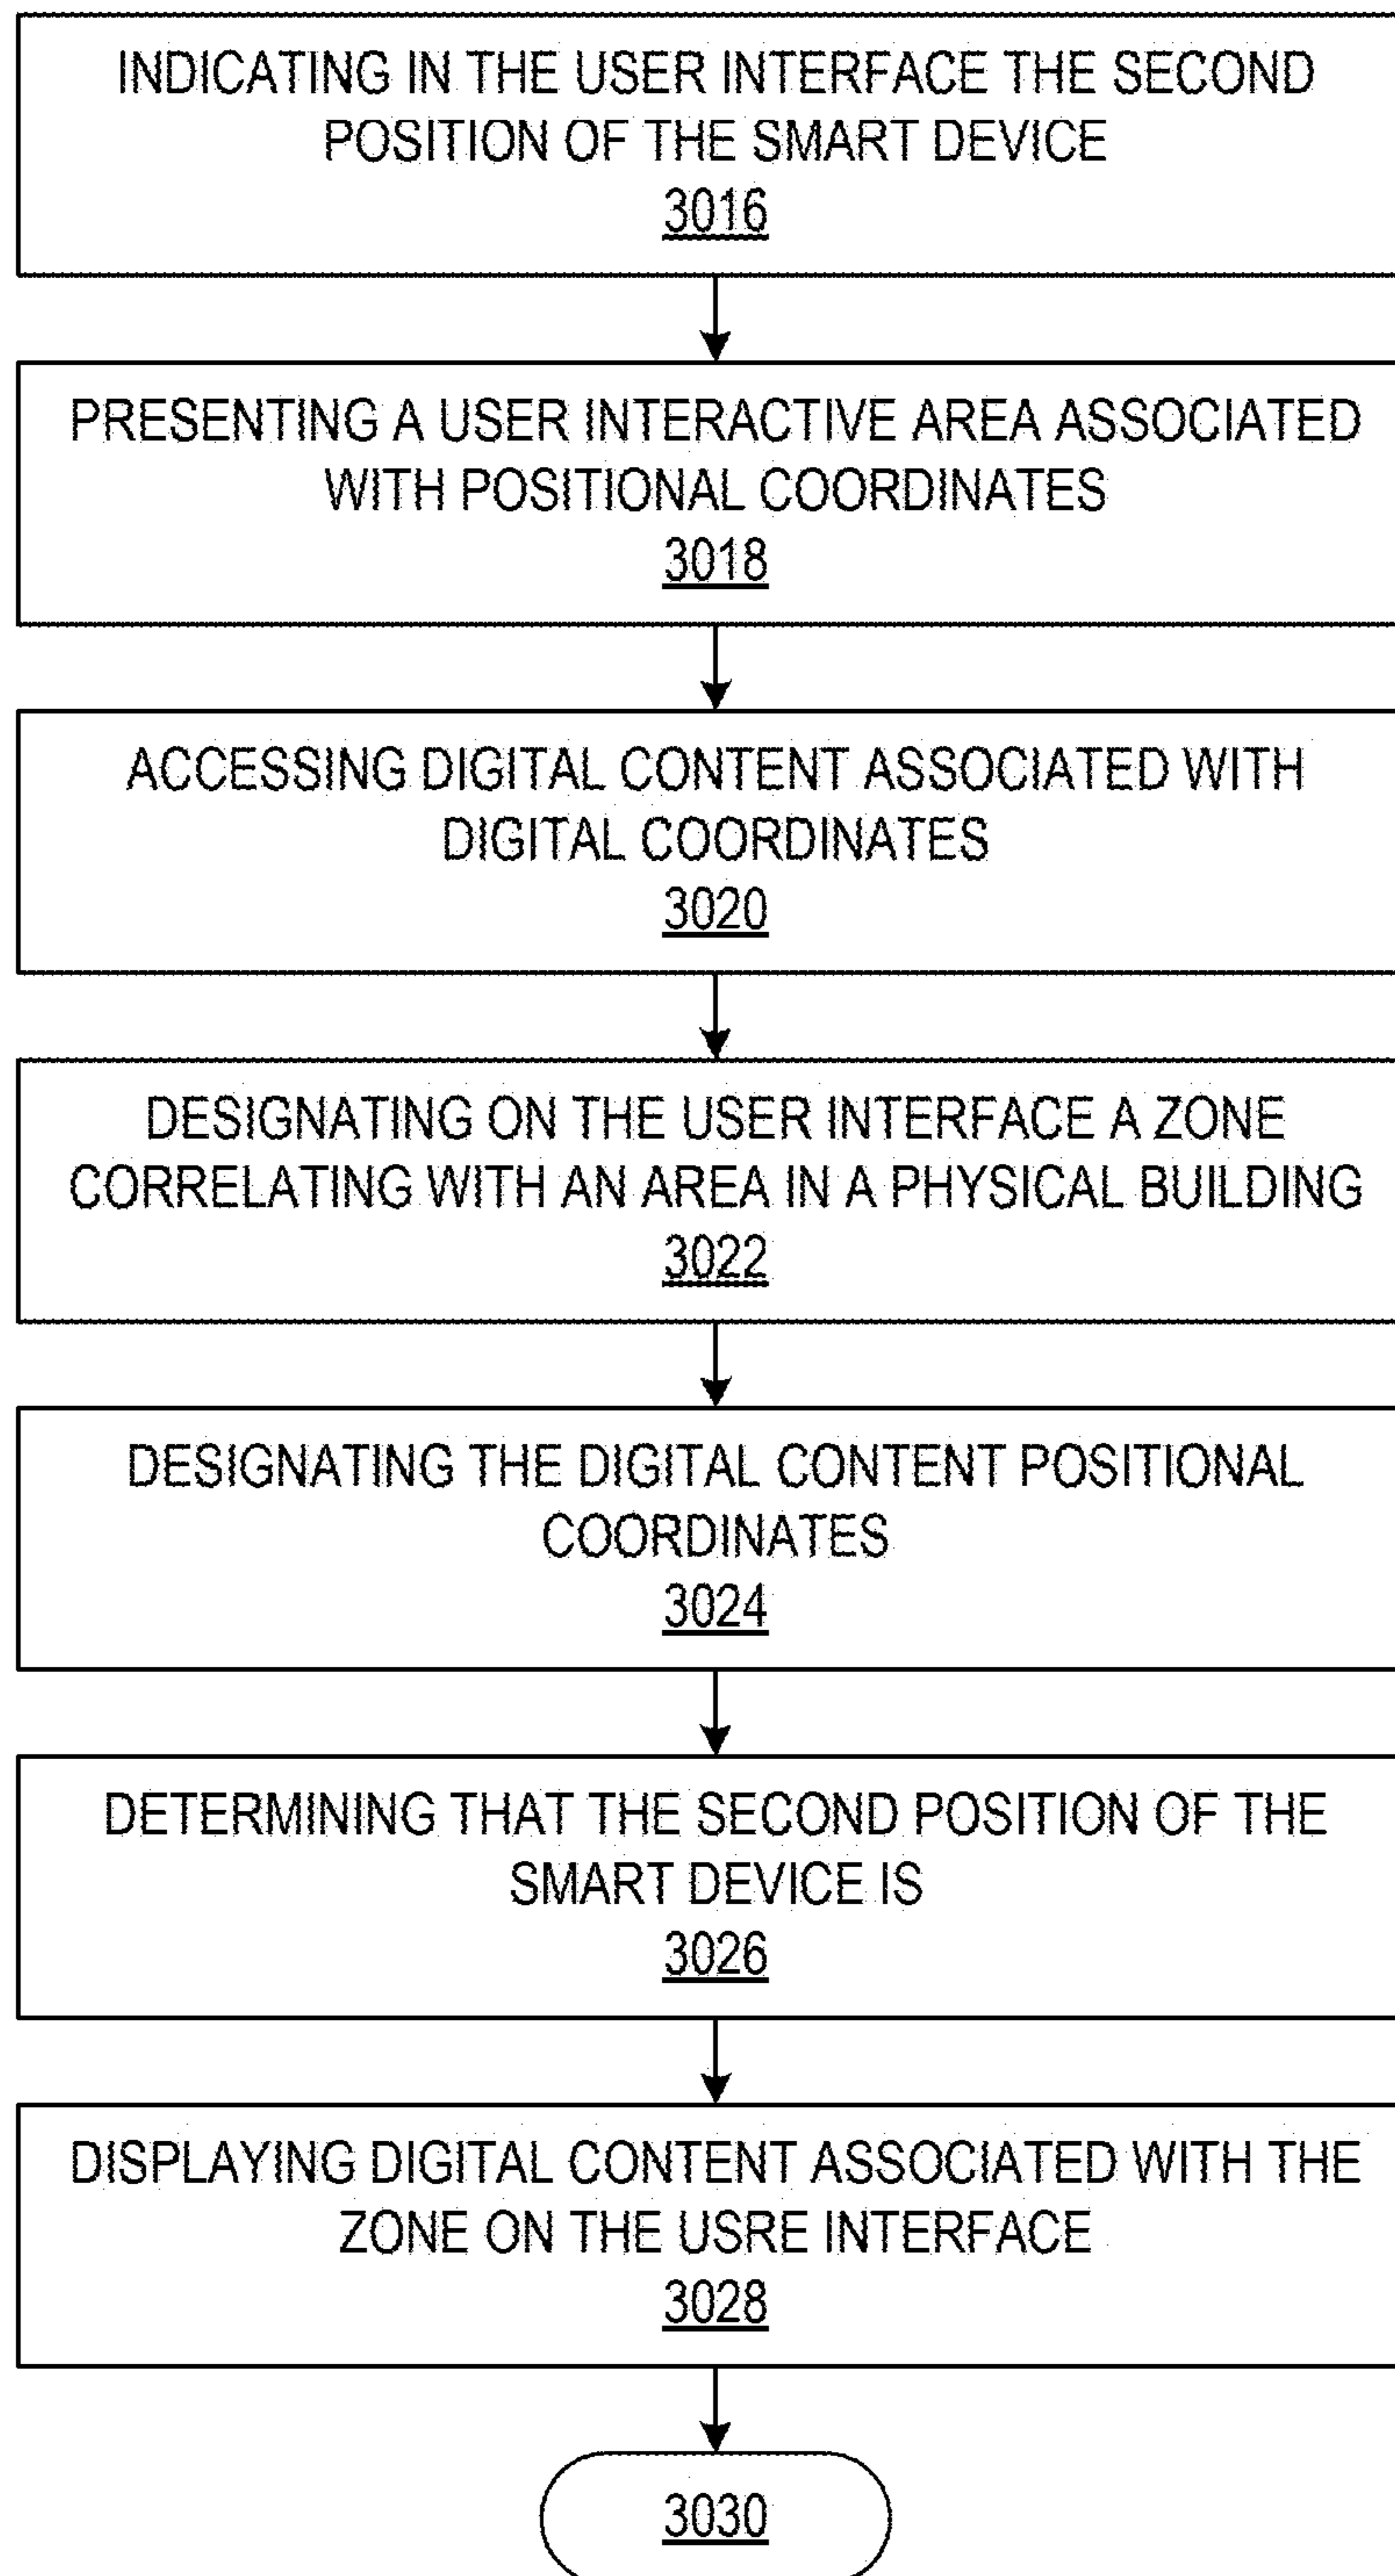 INDICATING IN THE USER INTERFACE THE SECOND
POSITION OF THE SMART DEVICE
3016
PRESENTING A USER INTERACTIVE AREA ASSOCIATED
WITH POSITIONAL COORDINATES
3018
ACCESSING DIGITAL CONTENT ASSOCIATED WITH
DIGITAL COORDINATES
3020
DESIGNATING ON THE USER INTERFACE A ZONE
CORRELATING WITH AN AREA IN A PHYSICAL BUILDING
3022
DESIGNATING THE DIGITAL CONTENT POSITIONAL
COORDINATES
3024
DETERMINING THAT THE SECOND POSITION OF THE
SMART DEVICE IS
3026
DISPLAYING DIGITAL CONTENT ASSOCIATED WITH THE
ZONE ON THE USRE INTERFACE
3028
3030